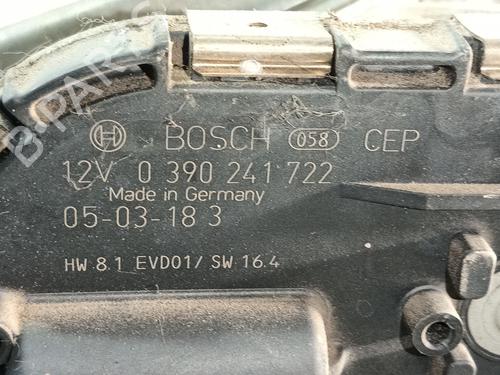 BOSCH 058 CEP
12V 0 390 241 722
Made in Germany
05-03-18 3
HW 8.1 EVD01/ SW 16.4